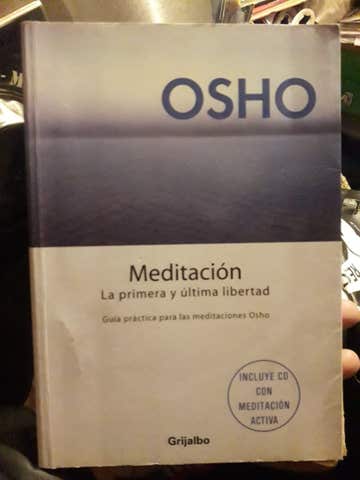 OSHO
Meditación
La primera y última libertad
Guía práctica para las meditaciones Osho
INCLUYE CD
CON
MEDITACIÓN
ACTIVA
Grijalbo